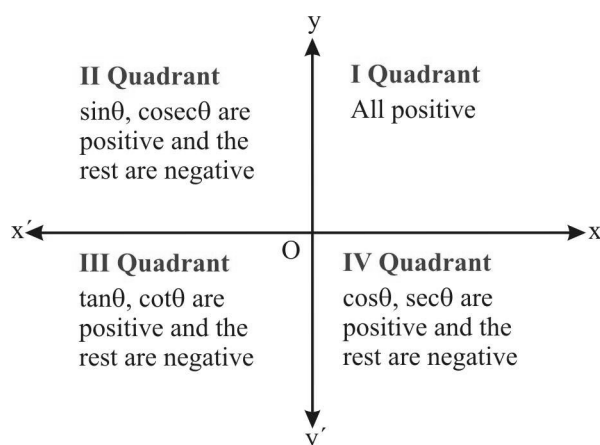 y
II Quadrant
sinθ, cosecθ are
positive and the
rest are negative
I Quadrant
All positive
x´
x
O
III Quadrant
tanθ, cotθ are
positive and the
rest are negative
IV Quadrant
cosθ, secθ are
positive and the
rest are negative
y´